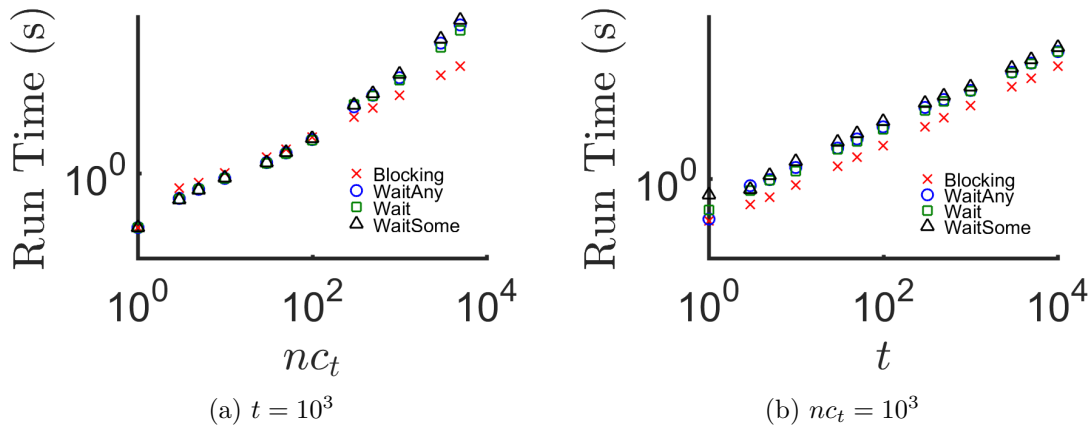 Run Time (s)
10^0
Blocking
WaitAny
Wait
WaitSome
10^0
10^2
10^4
nc_t
(a) t = 10^3
Run Time (s)
10^0
Blocking
WaitAny
Wait
WaitSome
10^0
10^2
10^4
t
(b) nc_t = 10^3